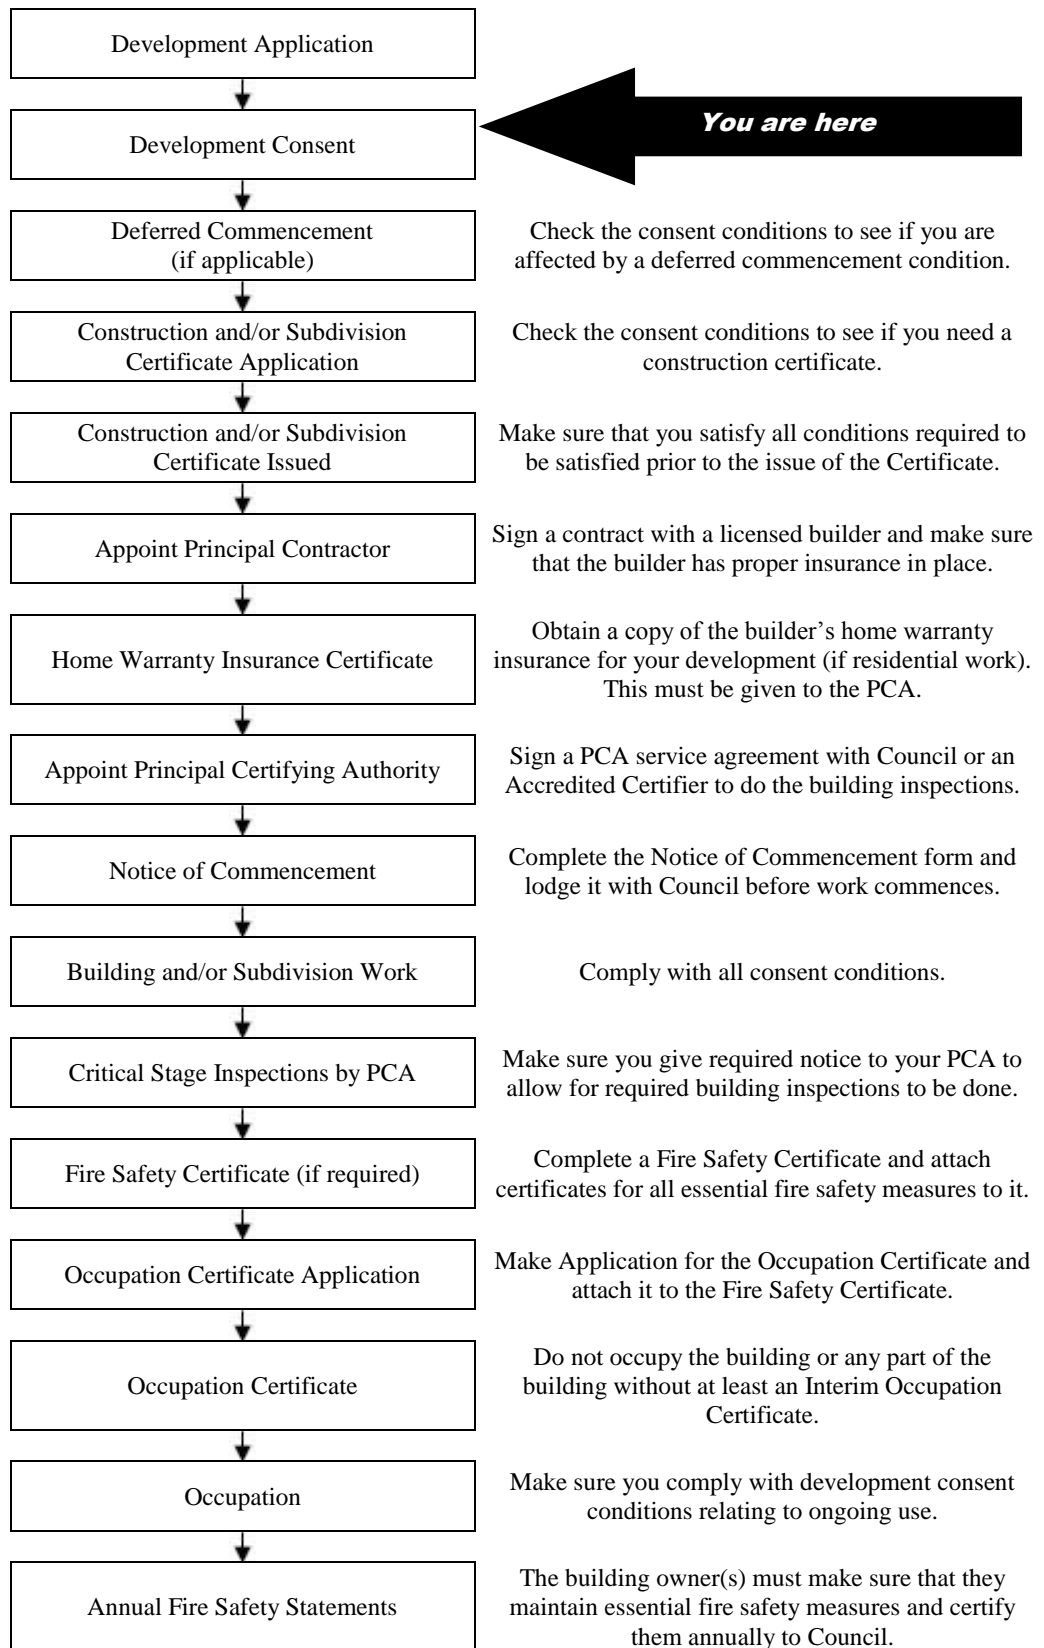 Development Application
Development Consent
You are here
Deferred Commencement
(if applicable)
Check the consent conditions to see if you are
affected by a deferred commencement condition.
Construction and/or Subdivision
Certificate Application
Check the consent conditions to see if you need a
construction certificate.
Construction and/or Subdivision
Certificate Issued
Make sure that you satisfy all conditions required to
be satisfied prior to the issue of the Certificate.
Appoint Principal Contractor
Sign a contract with a licensed builder and make sure
that the builder has proper insurance in place.
Home Warranty Insurance Certificate
Obtain a copy of the builder’s home warranty
insurance for your development (if residential work).
This must be given to the PCA.
Appoint Principal Certifying Authority
Sign a PCA service agreement with Council or an
Accredited Certifier to do the building inspections.
Notice of Commencement
Complete the Notice of Commencement form and
lodge it with Council before work commences.
Building and/or Subdivision Work
Comply with all consent conditions.
Critical Stage Inspections by PCA
Make sure you give required notice to your PCA to
allow for required building inspections to be done.
Fire Safety Certificate (if required)
Complete a Fire Safety Certificate and attach
certificates for all essential fire safety measures to it.
Occupation Certificate Application
Make Application for the Occupation Certificate and
attach it to the Fire Safety Certificate.
Occupation Certificate
Do not occupy the building or any part of the
building without at least an Interim Occupation
Certificate.
Occupation
Make sure you comply with development consent
conditions relating to ongoing use.
Annual Fire Safety Statements
The building owner(s) must make sure that they
maintain essential fire safety measures and certify
them annually to Council.